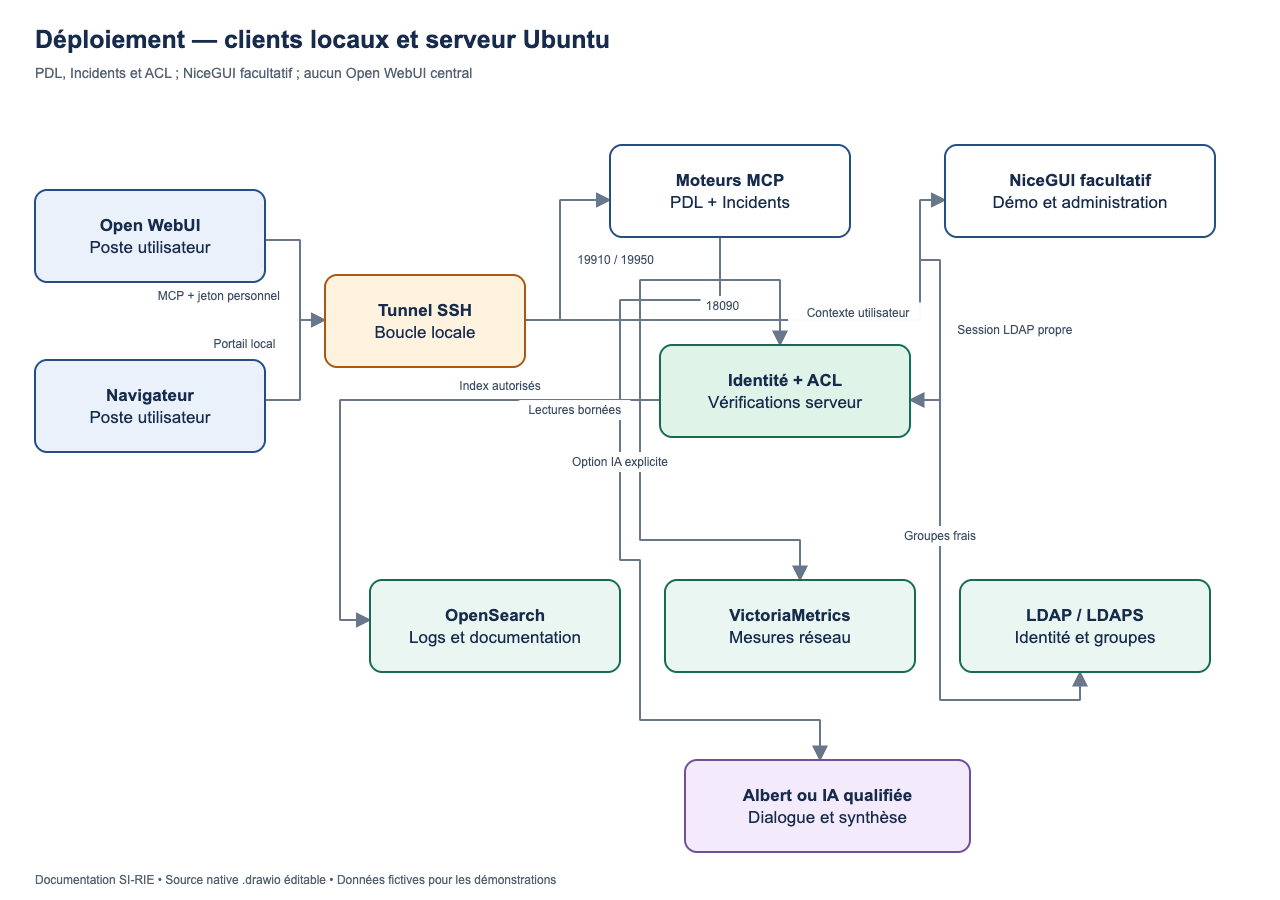 Déploiement — clients locaux et serveur Ubuntu
PDL, Incidents et ACL ; NiceGUI facultatif ; aucun Open WebUI central
Moteurs MCP
PDL + Incidents
NiceGUI facultatif
Démo et administration
Open WebUI
Poste utilisateur
19910 / 19950
MCP + jeton personnel
Tunnel SSH
Boucle locale
18090
Contexte utilisateur
Session LDAP propre
Portail local
Navigateur
Poste utilisateur
Index autorisés
Lectures bornées
Identité + ACL
Vérifications serveur
Option IA explicite
Groupes frais
OpenSearch
Logs et documentation
VictoriaMetrics
Mesures réseau
LDAP / LDAPS
Identité et groupes
Albert ou IA qualifiée
Dialogue et synthèse
Documentation SI-RIE • Source native .drawio éditable • Données fictives pour les démonstrations